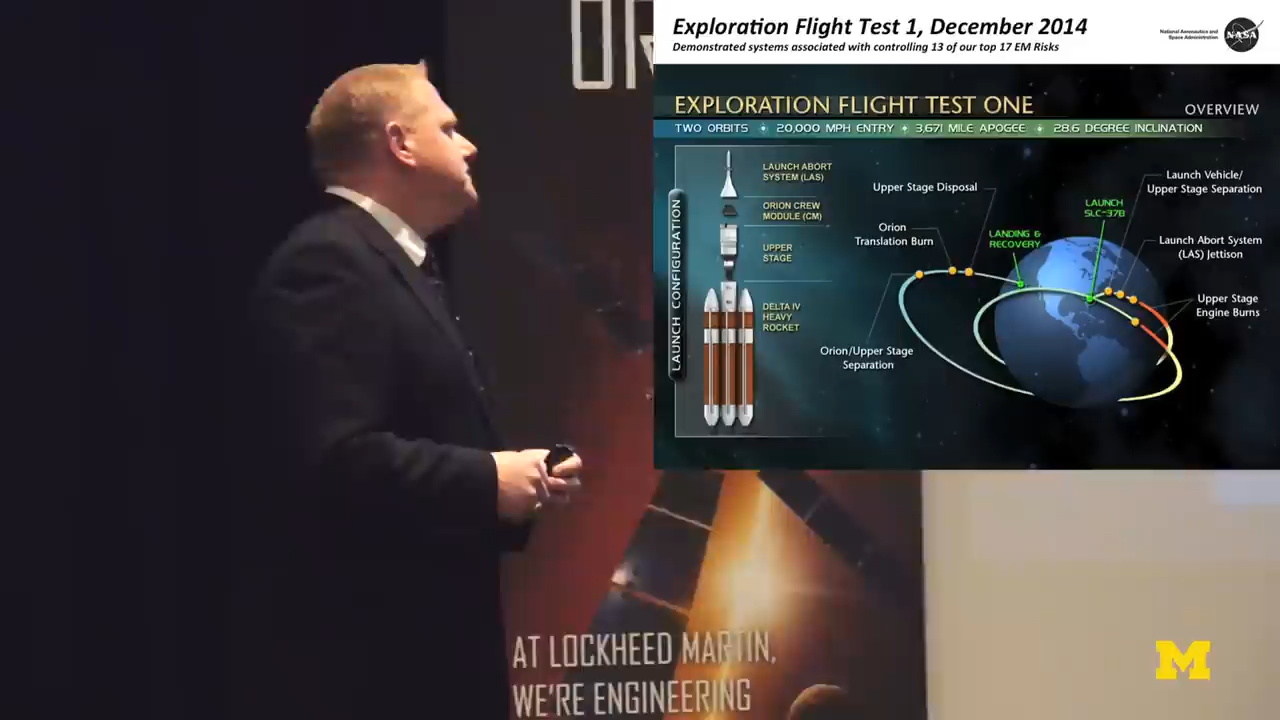 Exploration Flight Test 1, December 2014
Demonstrated systems associated with controlling 13 of our top 17 EM Risks
National Aeronautics and
Space Administration
NASA
EXPLORATION FLIGHT TEST ONE
OVERVIEW
TWO ORBITS 20,000 MPH ENTRY 3,671 MILE APOGEE 28.6 DEGREE INCLINATION
LAUNCH CONFIGURATION
LAUNCH ABORT
SYSTEM (LAS)
ORION CREW
MODULE (CM)
UPPER
STAGE
DELTA IV
HEAVY
ROCKET
Upper Stage Disposal
Orion
Translation Burn
LANDING &
RECOVERY
LAUNCH
SLC-37B
Launch Vehicle/
Upper Stage Separation
Launch Abort System
(LAS) Jettison
Upper Stage
Engine Burns
Orion/Upper Stage
Separation
AT LOCKHEED MARTIN,
WE'RE ENGINEERING
M